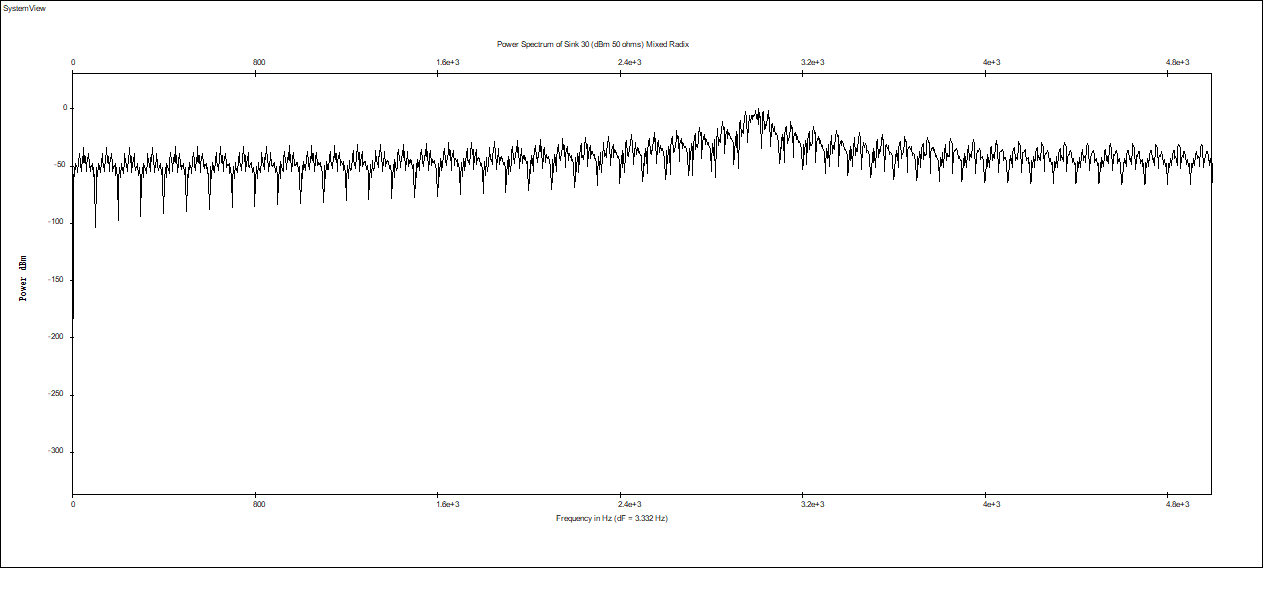 SystemView
Power Spectrum of Sink 30 (dBm 50 ohms) Mixed Radix
0 800 1.6e+3 2.4e+3 3.2e+3 4e+3 4.8e+3
0
-50
-100
-150
-200
-250
-300
Power dBm
0 800 1.6e+3 2.4e+3 3.2e+3 4e+3 4.8e+3
Frequency in Hz (dF = 3.332 Hz)